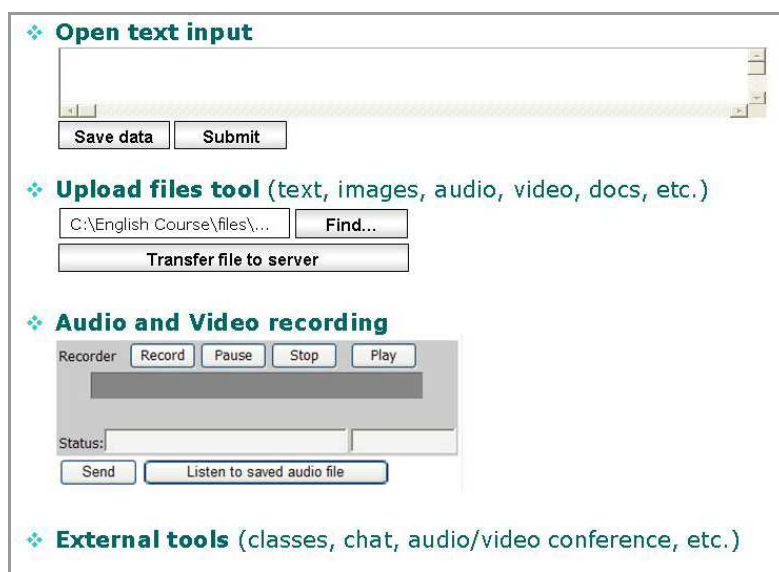 Open text input
Save data Submit
Upload files tool (text, images, audio, video, docs, etc.)
C:\English Course\files\... Find...
Transfer file to server
Audio and Video recording
Recorder Record Pause Stop Play
Status:
Send Listen to saved audio file
External tools (classes, chat, audio/video conference, etc.)